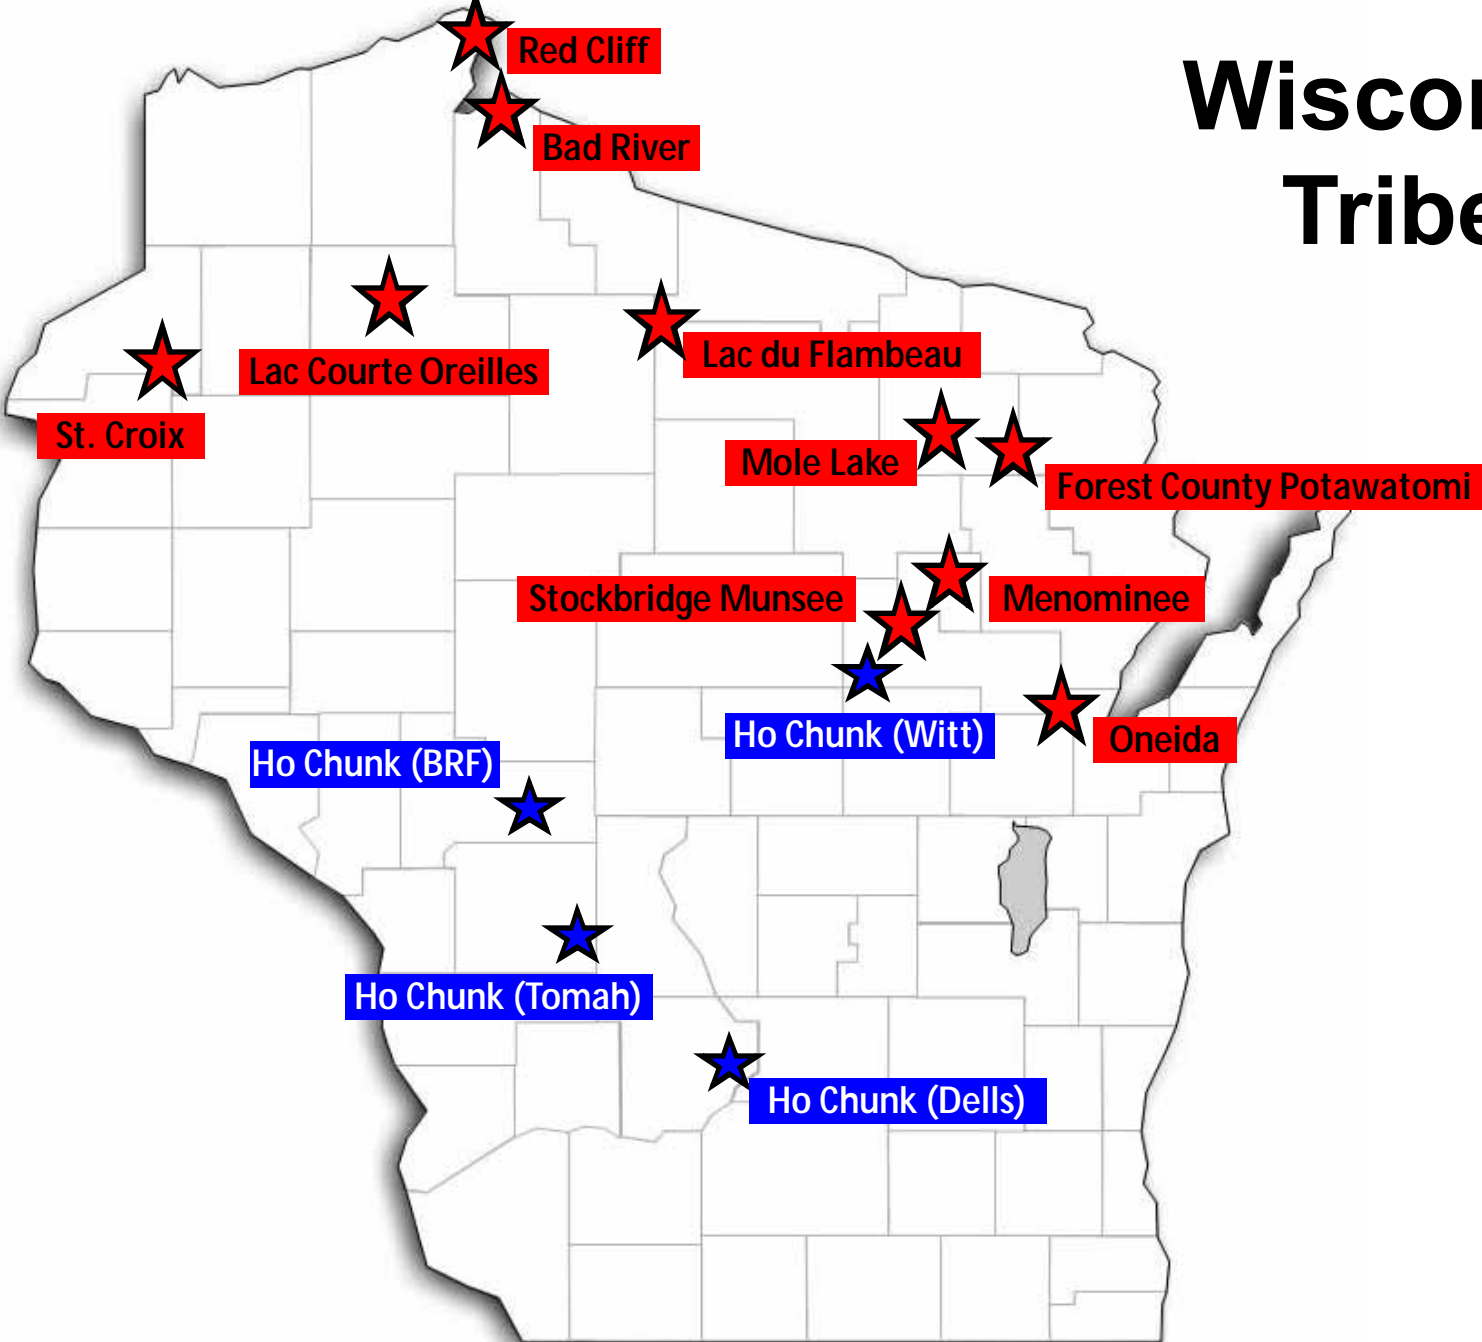 Red Cliff
Wiscon
Bad River
Tribe
Lac du Flambeau
Lac Courte Oreilles
St. Croix
Mole Lake
Forest County Potawatomi
Stockbridge Munsee
Menominee
Ho Chunk (Witt)
Oneida
Ho Chunk (BRF)
Ho Chunk (Tomah)
Ho Chunk (Dells)